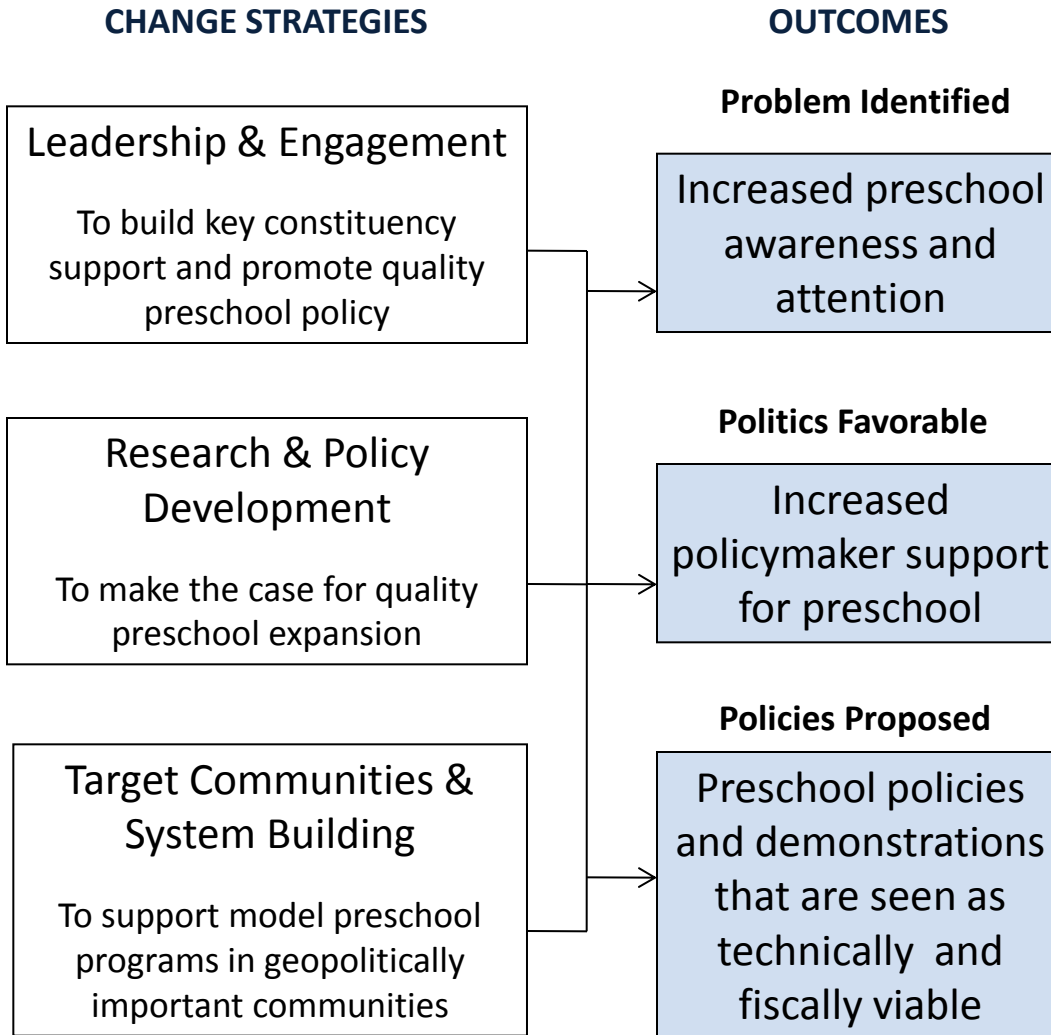 CHANGE STRATEGIES
OUTCOMES
Leadership & Engagement
To build key constituency
support and promote quality
preschool policy
Problem Identified
Increased preschool
awareness and
attention
Research & Policy
Development
To make the case for quality
preschool expansion
Politics Favorable
Increased
policymaker support
for preschool
Target Communities &
System Building
To support model preschool
programs in geopolitically
important communities
Policies Proposed
Preschool policies
and demonstrations
that are seen as
technically and
fiscally viable